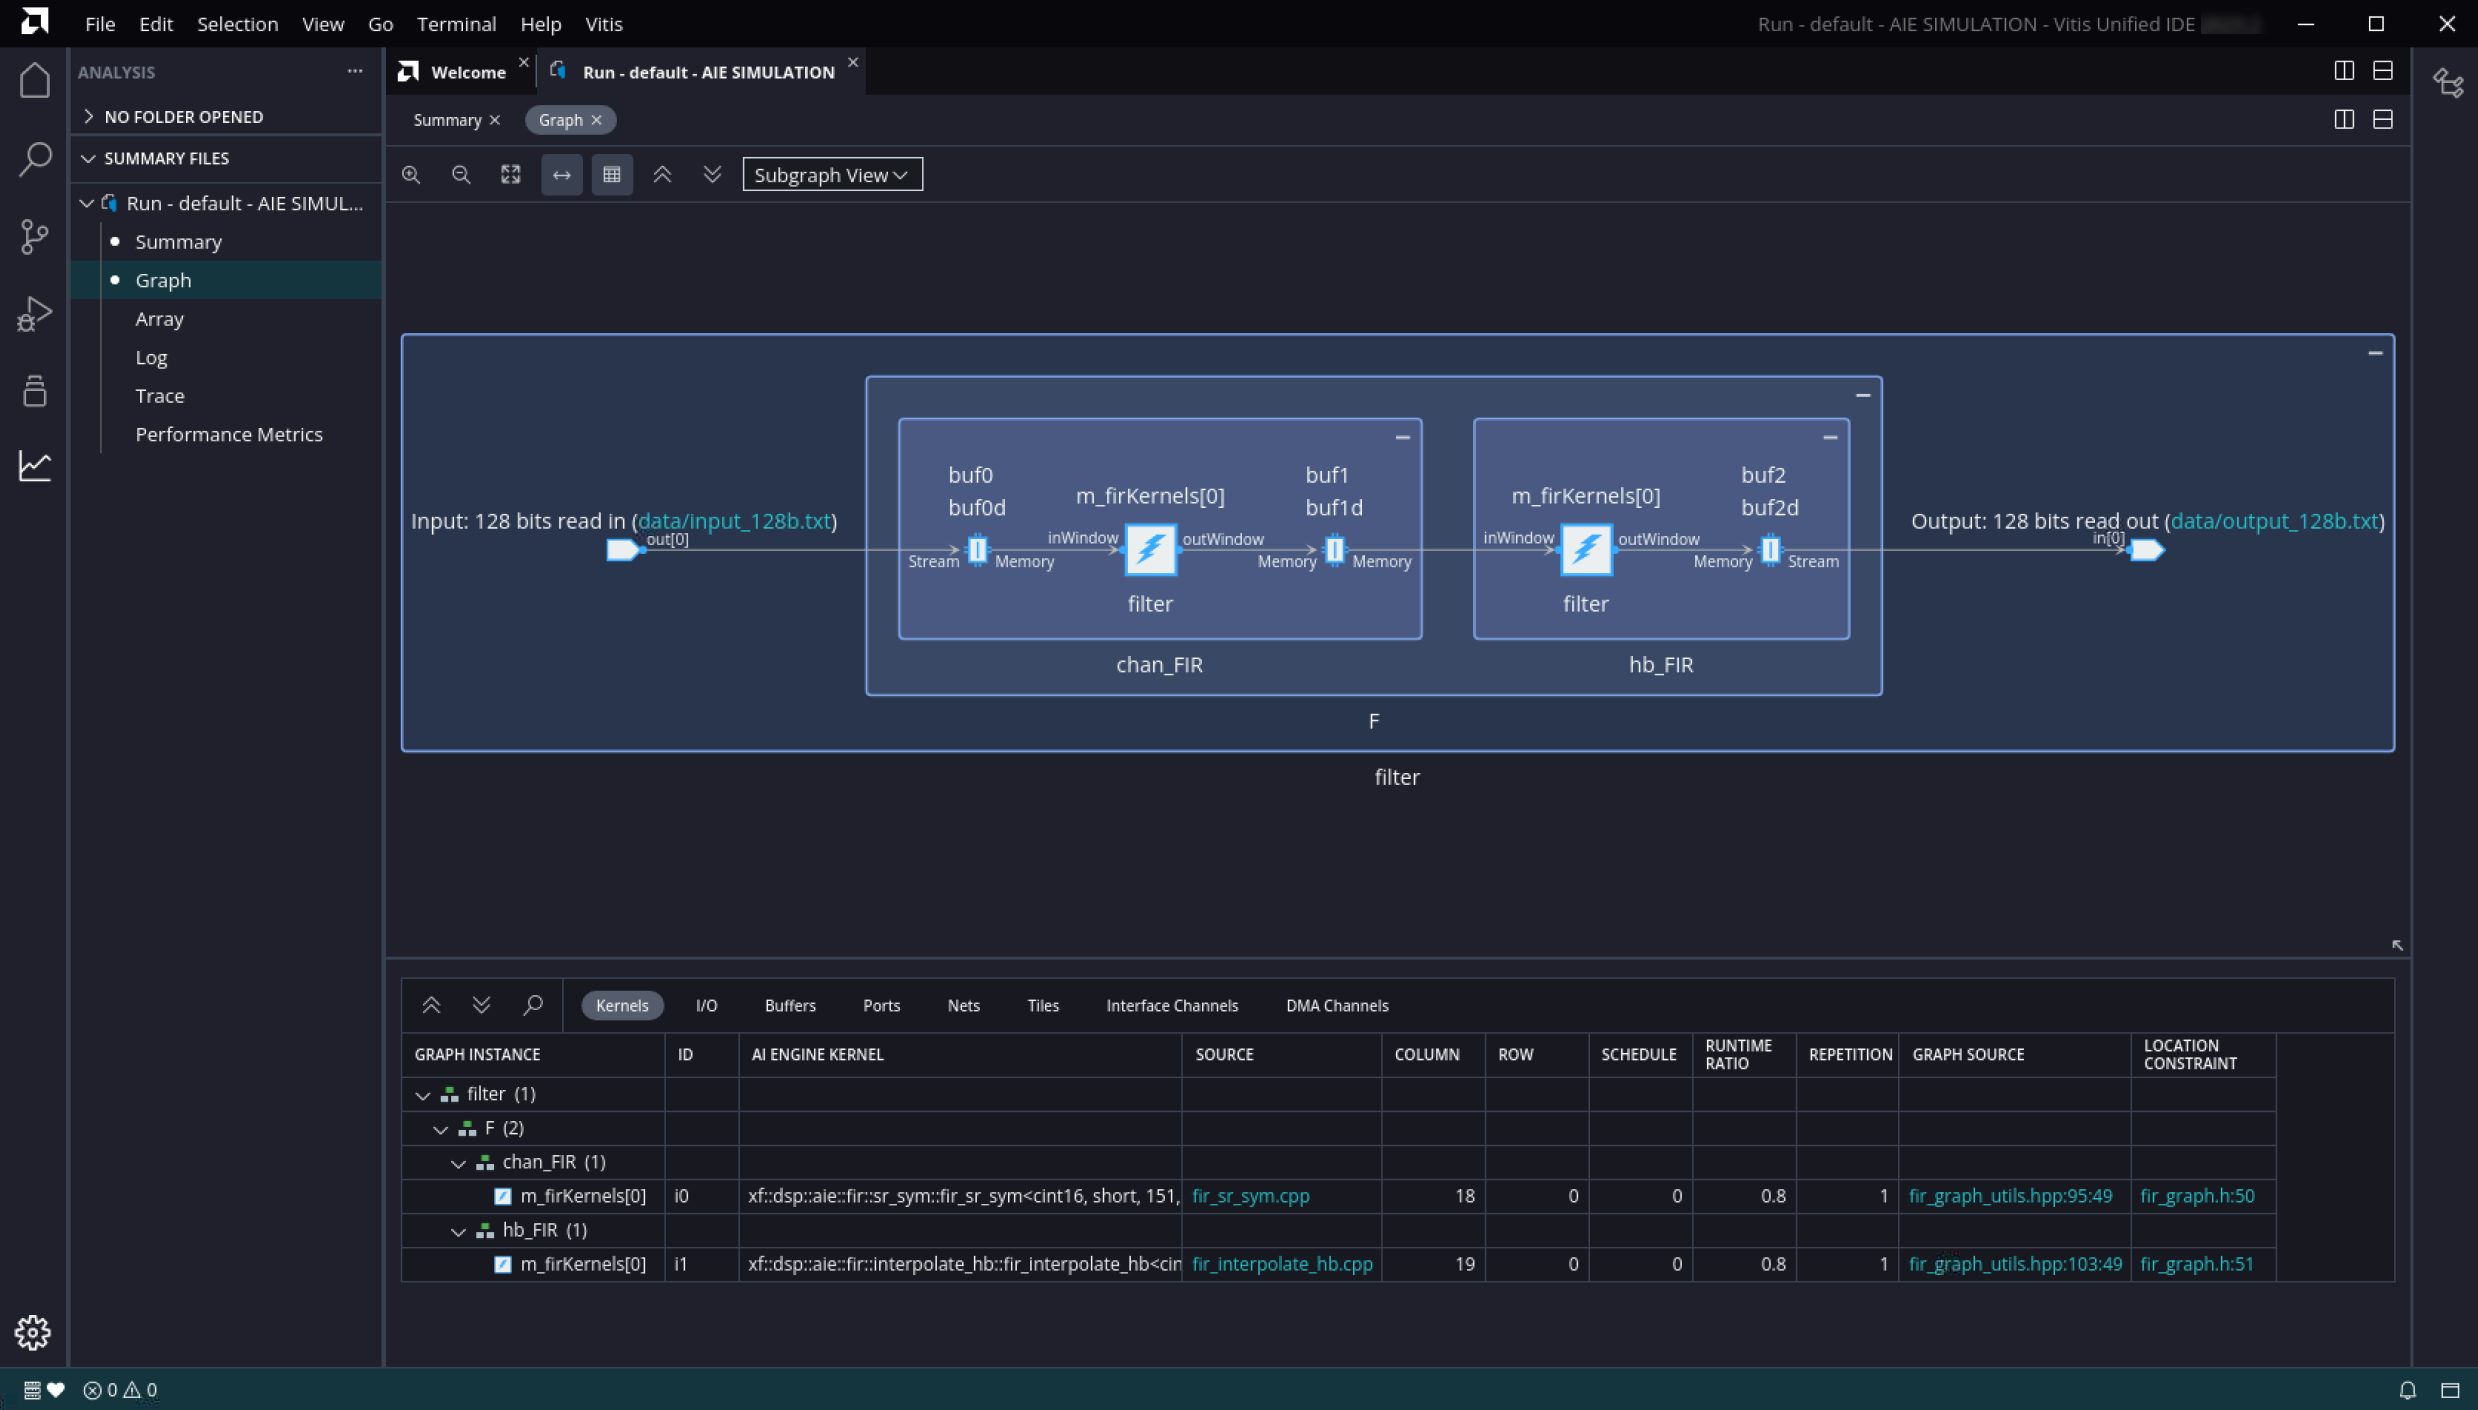 File Edit Selection View Go Terminal Help Vitis
Run - default - AIE SIMULATION - Vitis Unified IDE
ANALYSIS ...
NO FOLDER OPENED
SUMMARY FILES
Run - default - AIE SIMUL...
Summary
Graph
Array
Log
Trace
Performance Metrics
Welcome Run - default - AIE SIMULATION
Summary Graph
Subgraph View
buf0
buf0d
m_firKernels[0]
buf1
buf1d
m_firKernels[0]
buf2
buf2d
Input: 128 bits read in (data/input_128b.txt)
out[0]
Stream Memory
inWindow outWindow
Memory Memory
inWindow outWindow
Memory Stream
Output: 128 bits read out (data/output_128b.txt)
in[0]
filter filter
chan_FIR hb_FIR
F
filter
Kernels I/O Buffers Ports Nets Tiles Interface Channels DMA Channels
GRAPH INSTANCE ID AI ENGINE KERNEL SOURCE COLUMN ROW SCHEDULE RUNTIME RATIO REPETITION GRAPH SOURCE LOCATION CONSTRAINT
filter (1)
F (2)
chan_FIR (1)
m_firKernels[0] i0 xf::dsp::aie::fir::sr_sym::fir_sr_sym<cint16, short, 151, fir_sr_sym.cpp 18 0 0 0.8 1 fir_graph_utils.hpp:95:49 fir_graph.h:50
hb_FIR (1)
m_firKernels[0] i1 xf::dsp::aie::fir::interpolate_hb::fir_interpolate_hb<cin fir_interpolate_hb.cpp 19 0 0 0.8 1 fir_graph_utils.hpp:103:49 fir_graph.h:51
0 0